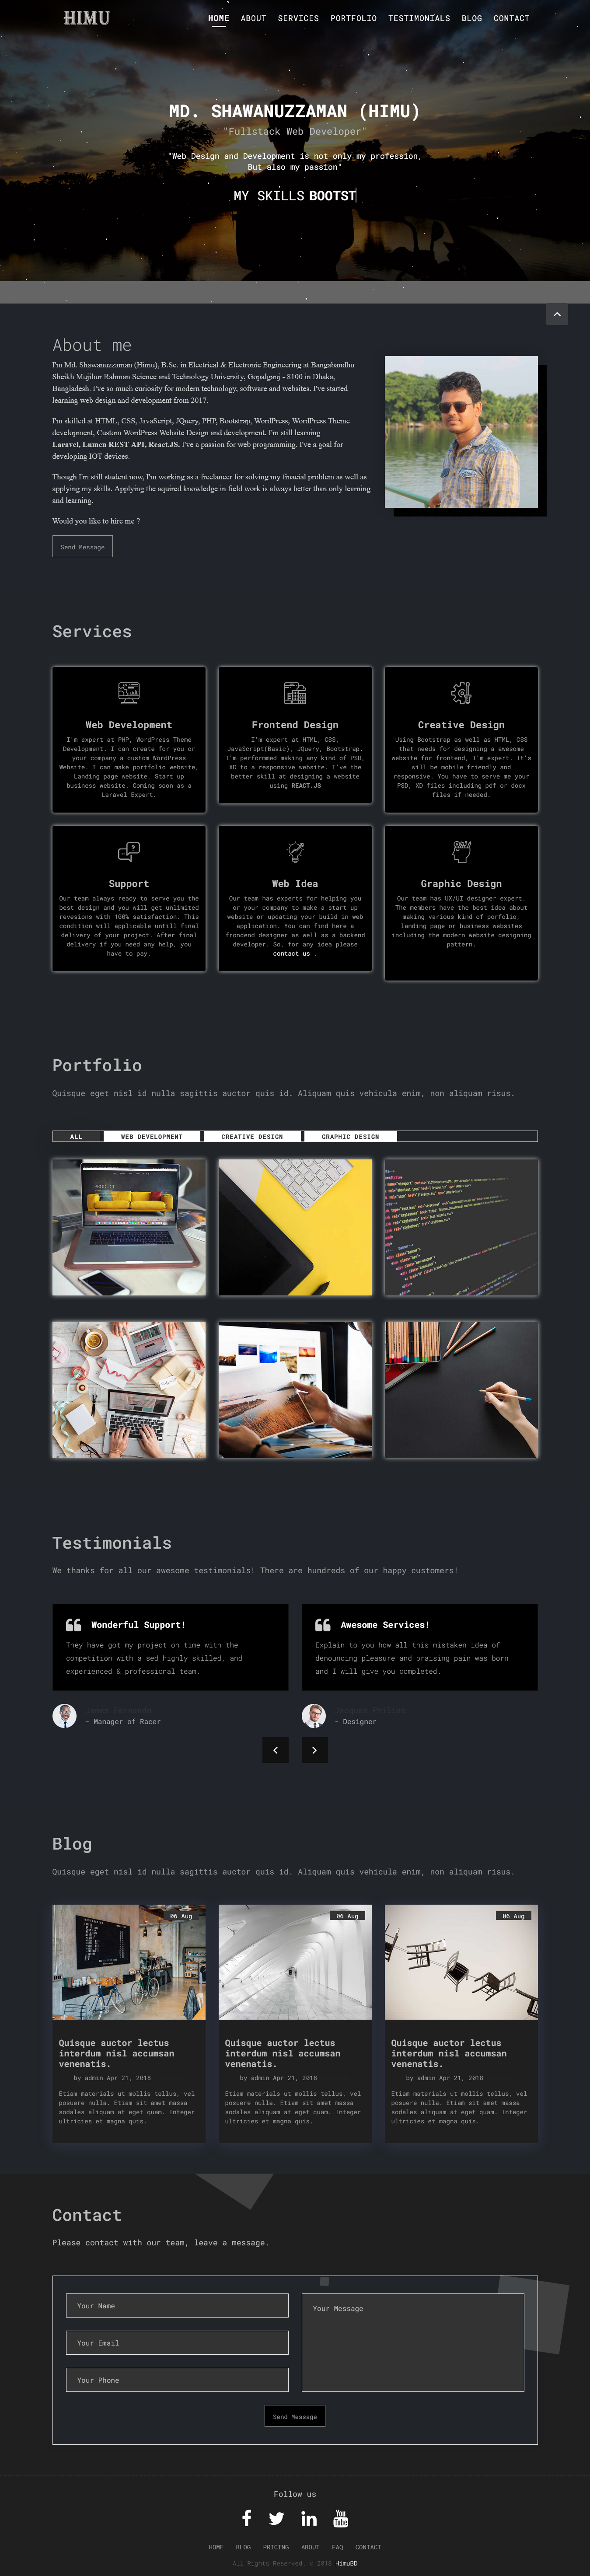 HIMU
HOME ABOUT SERVICES PORTFOLIO TESTIMONIALS BLOG CONTACT
MD. SHAWANUZZAMAN (HIMU)
"Fullstack Web Developer"
"Web Design and Development is not only my profession,
But also my passion"
MY SKILLS BOOTST
About me
I'm Md. Shawanuzzaman (Himu), B.Sc. in Electrical & Electronic Engineering at Bangabandhu
Sheikh Mujibur Rahman Science and Technology University, Gopalganj - 8100 in Dhaka,
Bangladesh. I've so much curiosity for modern technology, software and websites. I've started
learning web design and development from 2017.
I'm skilled at HTML, CSS, JavaScript, JQuery, PHP, Bootstrap, WordPress, WordPress Theme
development, Custom WordPress Website Design and development. I'm still learning
Laravel, Lumen REST API, React.JS. I've a passion for web programming. I've a goal for
developing IOT devices.
Though I'm still student now, I'm working as a freelancer for solving my finacial problem as well as
applying my skills. Applying the aquired knowledge in field work is always better than only learning
and learning.
Would you like to hire me ?
Send Message
Services
Web Development
I'm expert at PHP, WordPress Theme
Development. I can create for you or
your company a custom WordPress
Website. I can make portfolio website,
Landing page website, Start up
business website. Coming soon as a
Laravel Expert.
Frontend Design
I'm expert at HTML, CSS,
JavaScript(Basic), JQuery, Bootstrap.
I'm performmed making any kind of PSD,
XD to a responsive website. I've the
better skill at designing a website
using REACT.JS
Creative Design
Using Bootstrap as well as HTML, CSS
that needs for designing a awesome
website for frontend, I'm expert. It's
will be mobile frindly and
responsive. You have to serve me your
PSD, XD files including pdf or docx
files if needed.
Support
Our team always ready to serve you the
best design and you will get unlimited
revesions with 100% satisfaction. This
condition will applicable untill final
delivery of your project. After final
delivery if you need any help, you
have to pay.
Web Idea
Our team has experts for helping you
or your company to make a start up
website or updating your build in web
application. You can find here a
frondend designer as well as a backend
developer. So, for any idea please
contact us .
Graphic Design
Our team has UX/UI designer expert.
The members have the best idea about
making various kind of porfolio,
landing page or business websites
including the modern website designing
pattern.
Portfolio
Quisque eget nisl id nulla sagittis auctor quis id. Aliquam quis vehicula enim, non aliquam risus.
ALL WEB DEVELOPMENT CREATIVE DESIGN GRAPHIC DESIGN
PRODUCT
Testimonials
We thanks for all our awesome testimonials! There are hundreds of our happy customers!
Wonderful Support!
They have got my project on time with the
competition with a sed highly skilled, and
experienced & professional team.
- Manager of Racer
Awesome Services!
Explain to you how all this mistaken idea of
denouncing pleasure and praising pain was born
and I will give you completed.
- Designer
Blog
Quisque eget nisl id nulla sagittis auctor quis id. Aliquam quis vehicula enim, non aliquam risus.
06 Aug
Quisque auctor lectus
interdum nisl accumsan
venenatis.
by admin Apr 21, 2018
Etiam materials ut mollis tellus, vel
posuere nulla. Etiam sit amet massa
sodales aliquam at eget quam. Integer
ultricies et magna quis.
06 Aug
Quisque auctor lectus
interdum nisl accumsan
venenatis.
by admin Apr 21, 2018
Etiam materials ut mollis tellus, vel
posuere nulla. Etiam sit amet massa
sodales aliquam at eget quam. Integer
ultricies et magna quis.
06 Aug
Quisque auctor lectus
interdum nisl accumsan
venenatis.
by admin Apr 21, 2018
Etiam materials ut mollis tellus, vel
posuere nulla. Etiam sit amet massa
sodales aliquam at eget quam. Integer
ultricies et magna quis.
Contact
Please contact with our team, leave a message.
Your Name
Your Email
Your Phone
Your Message
Send Message
Follow us
You Tube
HOME BLOG PRICING ABOUT FAQ CONTACT
All Rights Reserved. © 2018 HimuBD